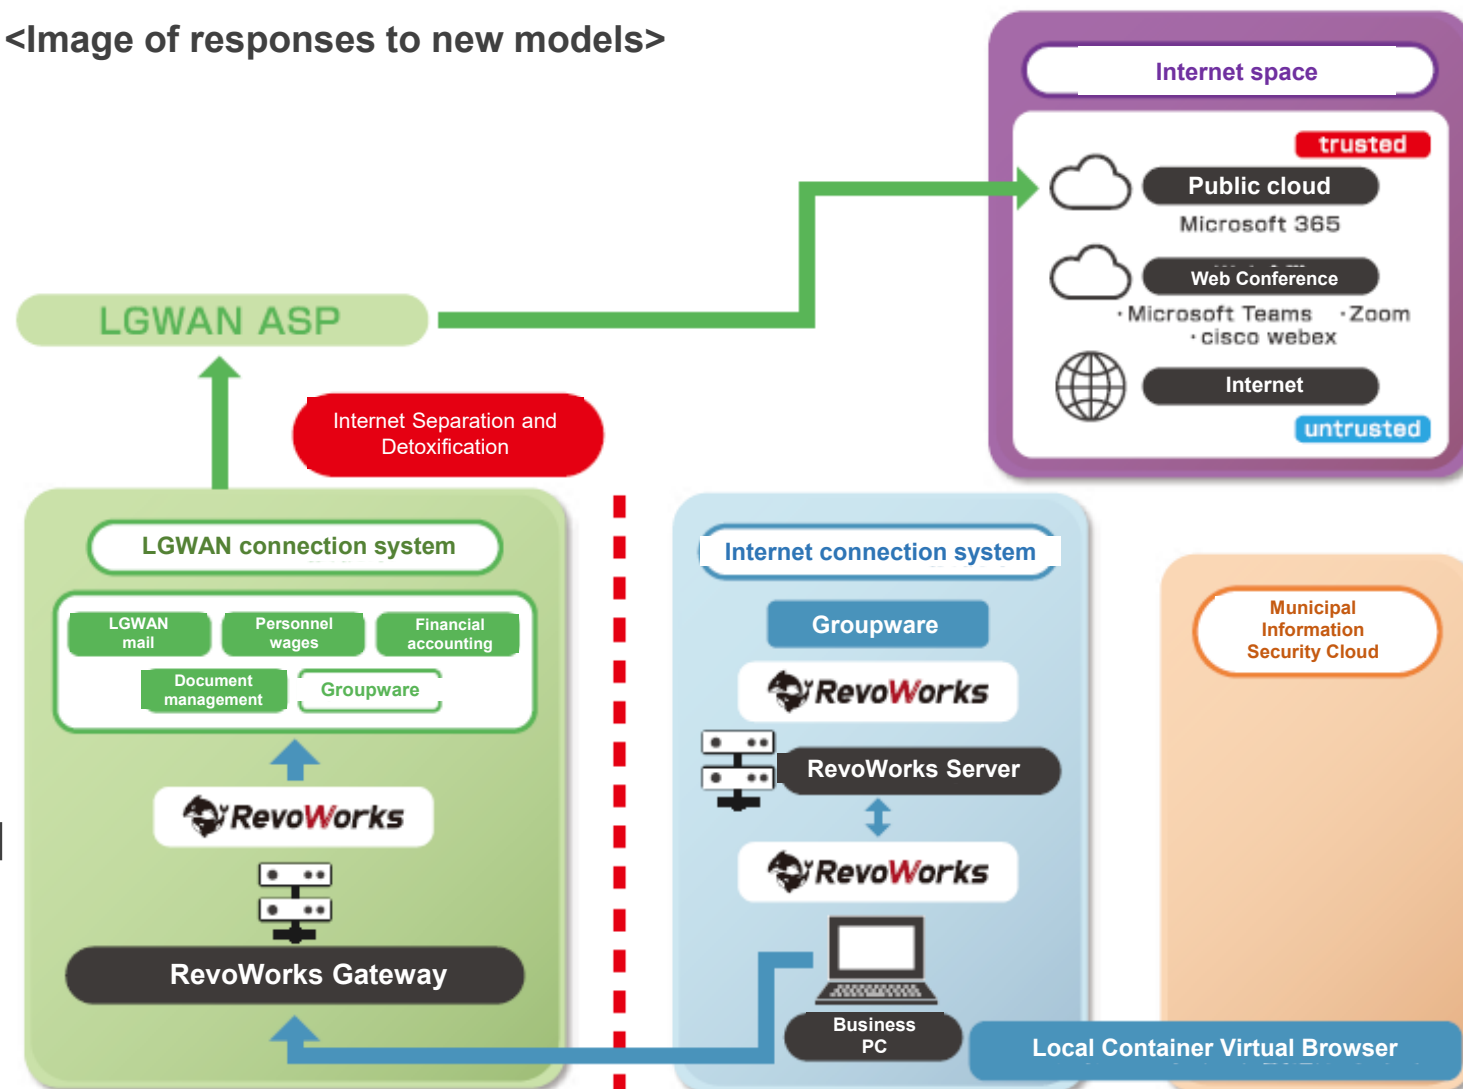 <Image of responses to new models>
Internet space
trusted
Public cloud
Microsoft 365
Web Conference
・Microsoft Teams ・Zoom
・cisco webex
Internet
untrusted
LGWAN ASP
Internet Separation and
Detoxification
LGWAN connection system
LGWAN
mail
Personnel
wages
Financial
accounting
Document
management
Groupware
RevoWorks
RevoWorks Gateway
Internet connection system
Groupware
RevoWorks
RevoWorks Server
RevoWorks
Business
PC
Municipal
Information
Security Cloud
Local Container Virtual Browser